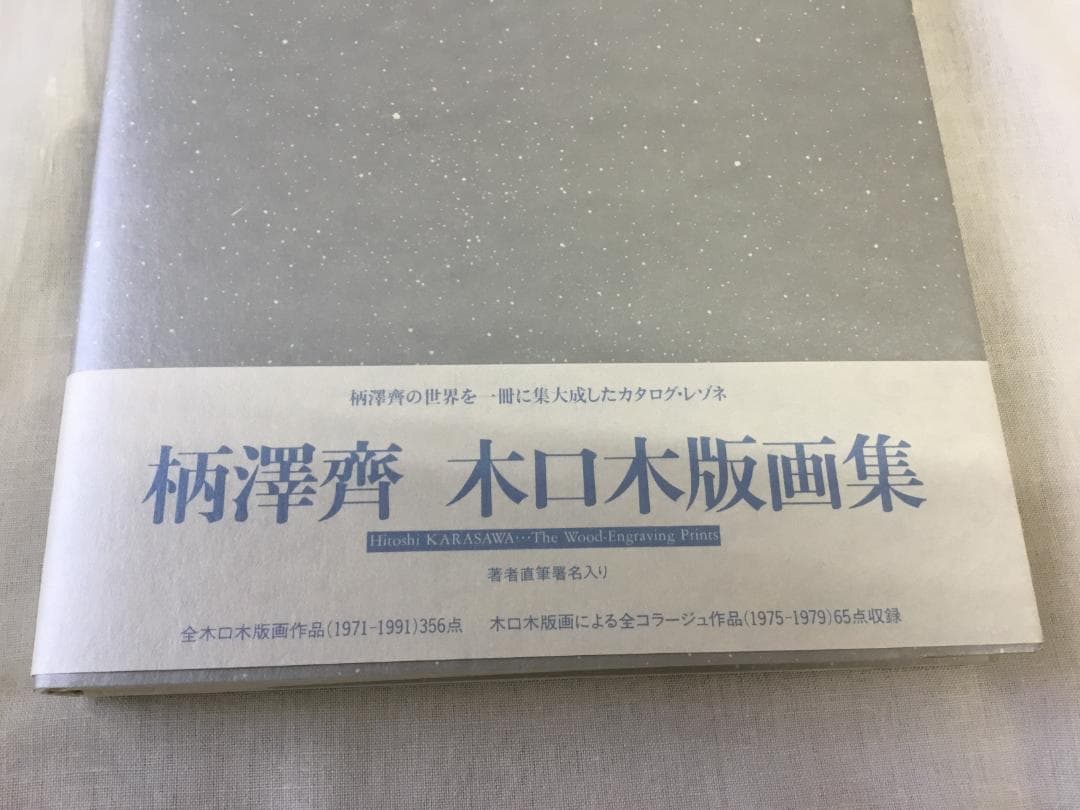 柄澤齊の世界を一冊に集大成したカタログ・レゾネ
柄澤齊 木口木版画集
Hitoshi KARASAWA…The Wood-Engraving Prints
著者直筆署名入り
全木口木版画作品(1971-1991)356点 木口木版画による全コラージュ作品(1975-1979)65点収録